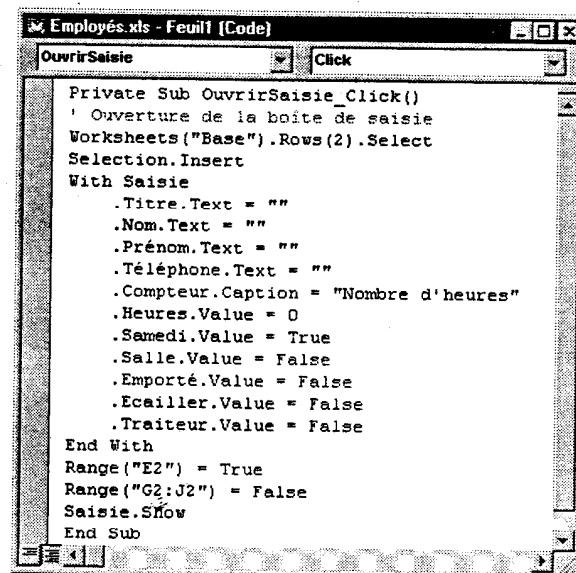 Employés.xls - Feuil1 (Code)
OuvrirSaisie Click
Private Sub OuvrirSaisie_Click()
' Ouverture de la boîte de saisie
Worksheets("Base").Rows(2).Select
Selection.Insert
With Saisie
.Titre.Text = ""
.Nom.Text = ""
.Prénom.Text = ""
.Téléphone.Text = ""
.Compteur.Caption = "Nombre d'heures"
.Heures.Value = 0
.Samedi.Value = True
.Salle.Value = False
.Emporté.Value = False
.Ecailler.Value = False
.Traiteur.Value = False
End With
Range("E2") = True
Range("G2:J2") = False
Saisie.Show
End Sub